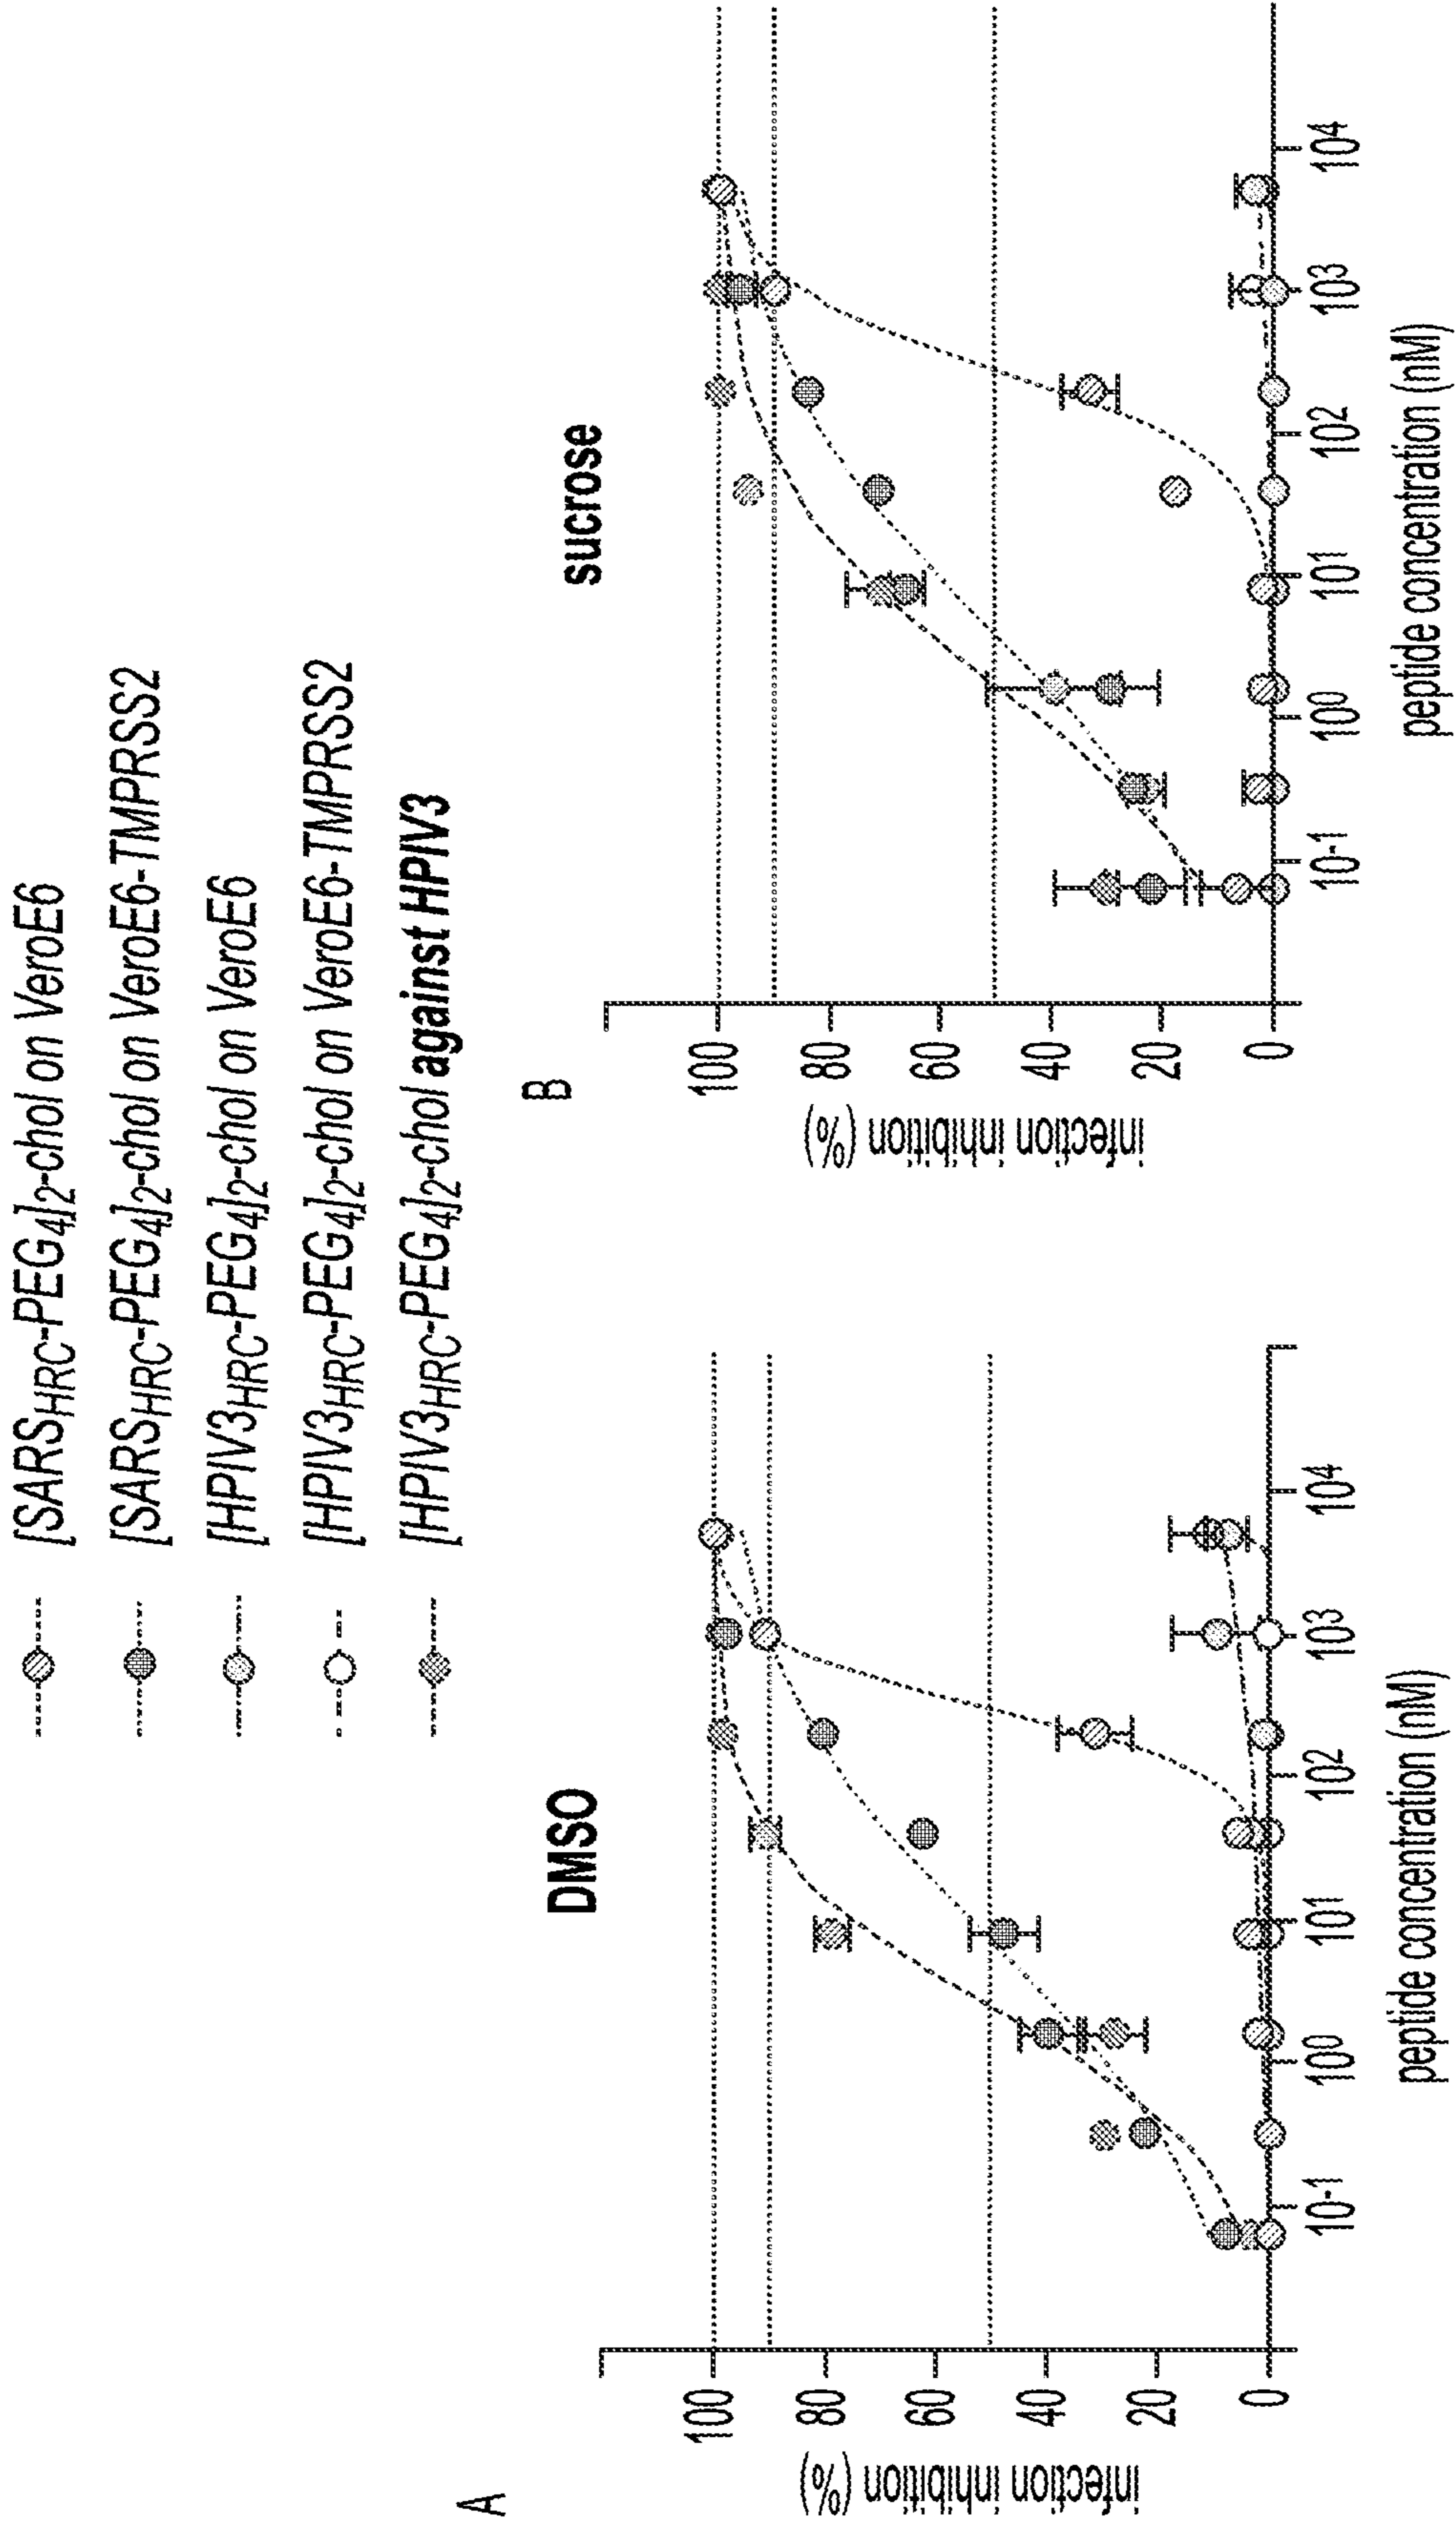 [SARSHRC-PEG4]2-chol on VeroE6
[SARSHRC-PEG4]2-chol on VeroE6-TMPRSS2
[HPIV3HRC-PEG4]2-chol on VeroE6
[HPIV3HRC-PEG4]2-chol on VeroE6-TMPRSS2
[HPIV3HRC-PEG4]2-chol against HPIV3
A
DMSO
infection inhibition (%)
100
80
60
40
20
0
10-1
100
101
102
103
104
peptide concentration (nM)
B
sucrose
infection inhibition (%)
100
80
60
40
20
0
10-1
100
101
102
103
104
peptide concentration (nM)